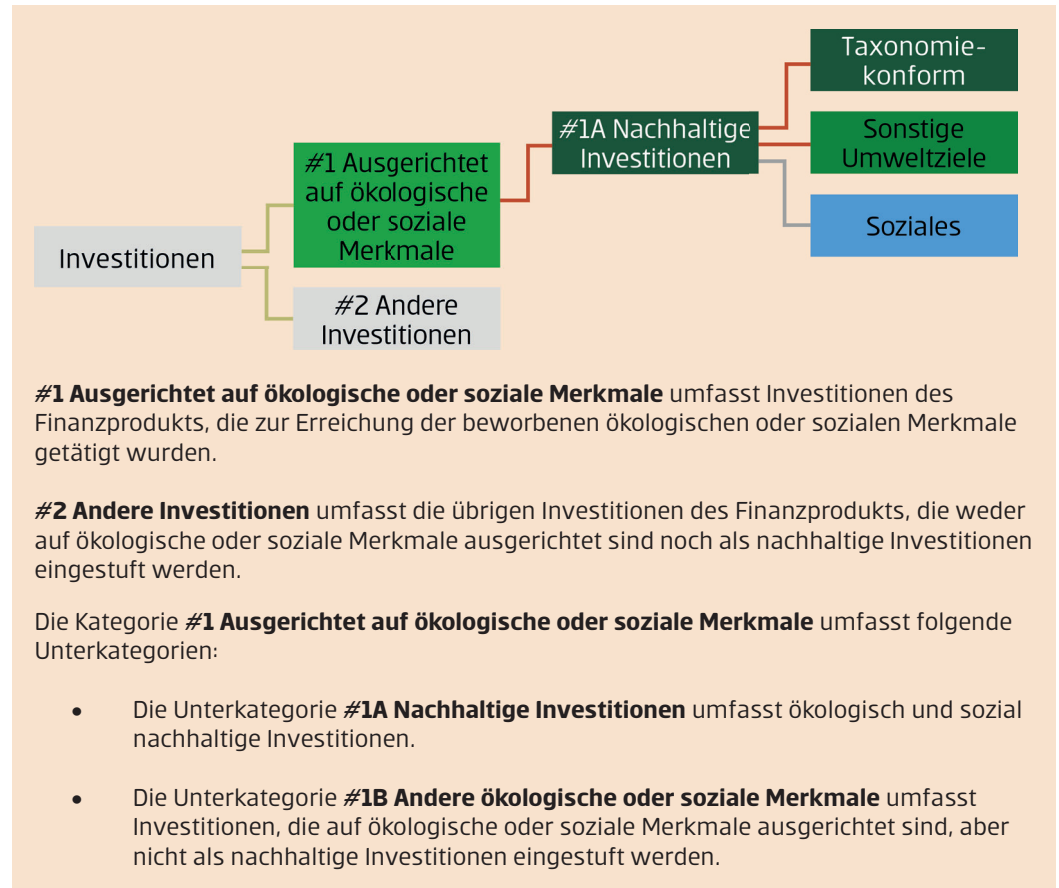 Taxonomie-
konform
#1A Nachhaltige
Investitionen
Sonstige
Umweltziele
#1 Ausgerichtet
auf ökologische
oder soziale
Merkmale
Soziales
Investitionen
#2 Andere
Investitionen
#1 Ausgerichtet auf ökologische oder soziale Merkmale umfasst Investitionen des
Finanzprodukts, die zur Erreichung der beworbenen ökologischen oder sozialen Merkmale
getätigt wurden.
#2 Andere Investitionen umfasst die übrigen Investitionen des Finanzprodukts, die weder
auf ökologische oder soziale Merkmale ausgerichtet sind noch als nachhaltige Investitionen
eingestuft werden.
Die Kategorie #1 Ausgerichtet auf ökologische oder soziale Merkmale umfasst folgende
Unterkategorien:
• Die Unterkategorie #1A Nachhaltige Investitionen umfasst ökologisch und sozial
nachhaltige Investitionen.
• Die Unterkategorie #1B Andere ökologische oder soziale Merkmale umfasst
Investitionen, die auf ökologische oder soziale Merkmale ausgerichtet sind, aber
nicht als nachhaltige Investitionen eingestuft werden.